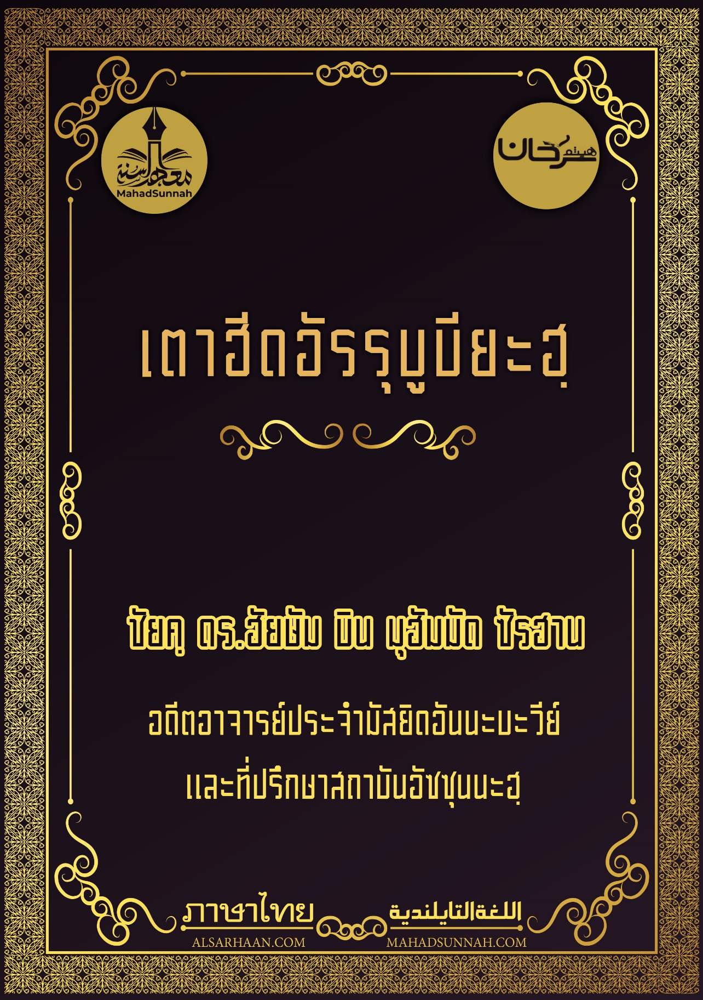 معهد السنة
MahadSunnah
هيثم سرحان
เตาฮีดอัรรุบูบียะฮฺ
ชัยคฺ ดร.ฮัยษัม บิน มูฮัมมัด ซัรฮาน
อดีตอาจารย์ประจำมัสยิดอันนะบะวีย์
และที่ปรึกษาสถาบันอัซซุนนะฮฺ
ภาษาไทย
اللغة التايلندية
ALSARHAAN.COM
MAHADSUNNAH.COM